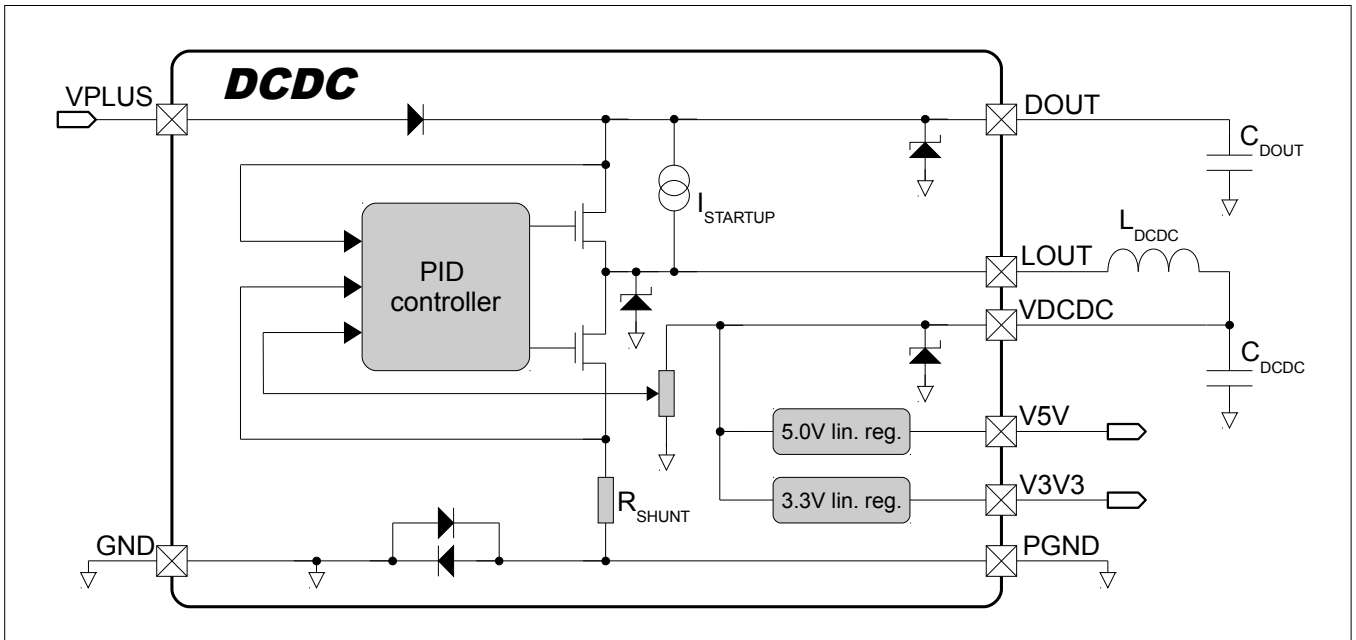 DCDC
VPLUS
DOUT
C_DOUT
I_STARTUP
L_DCDC
LOUT
PID
controller
VDCDC
C_DCDC
V5V
5.0V lin. reg.
V3V3
3.3V lin. reg.
R_SHUNT
GND
PGND